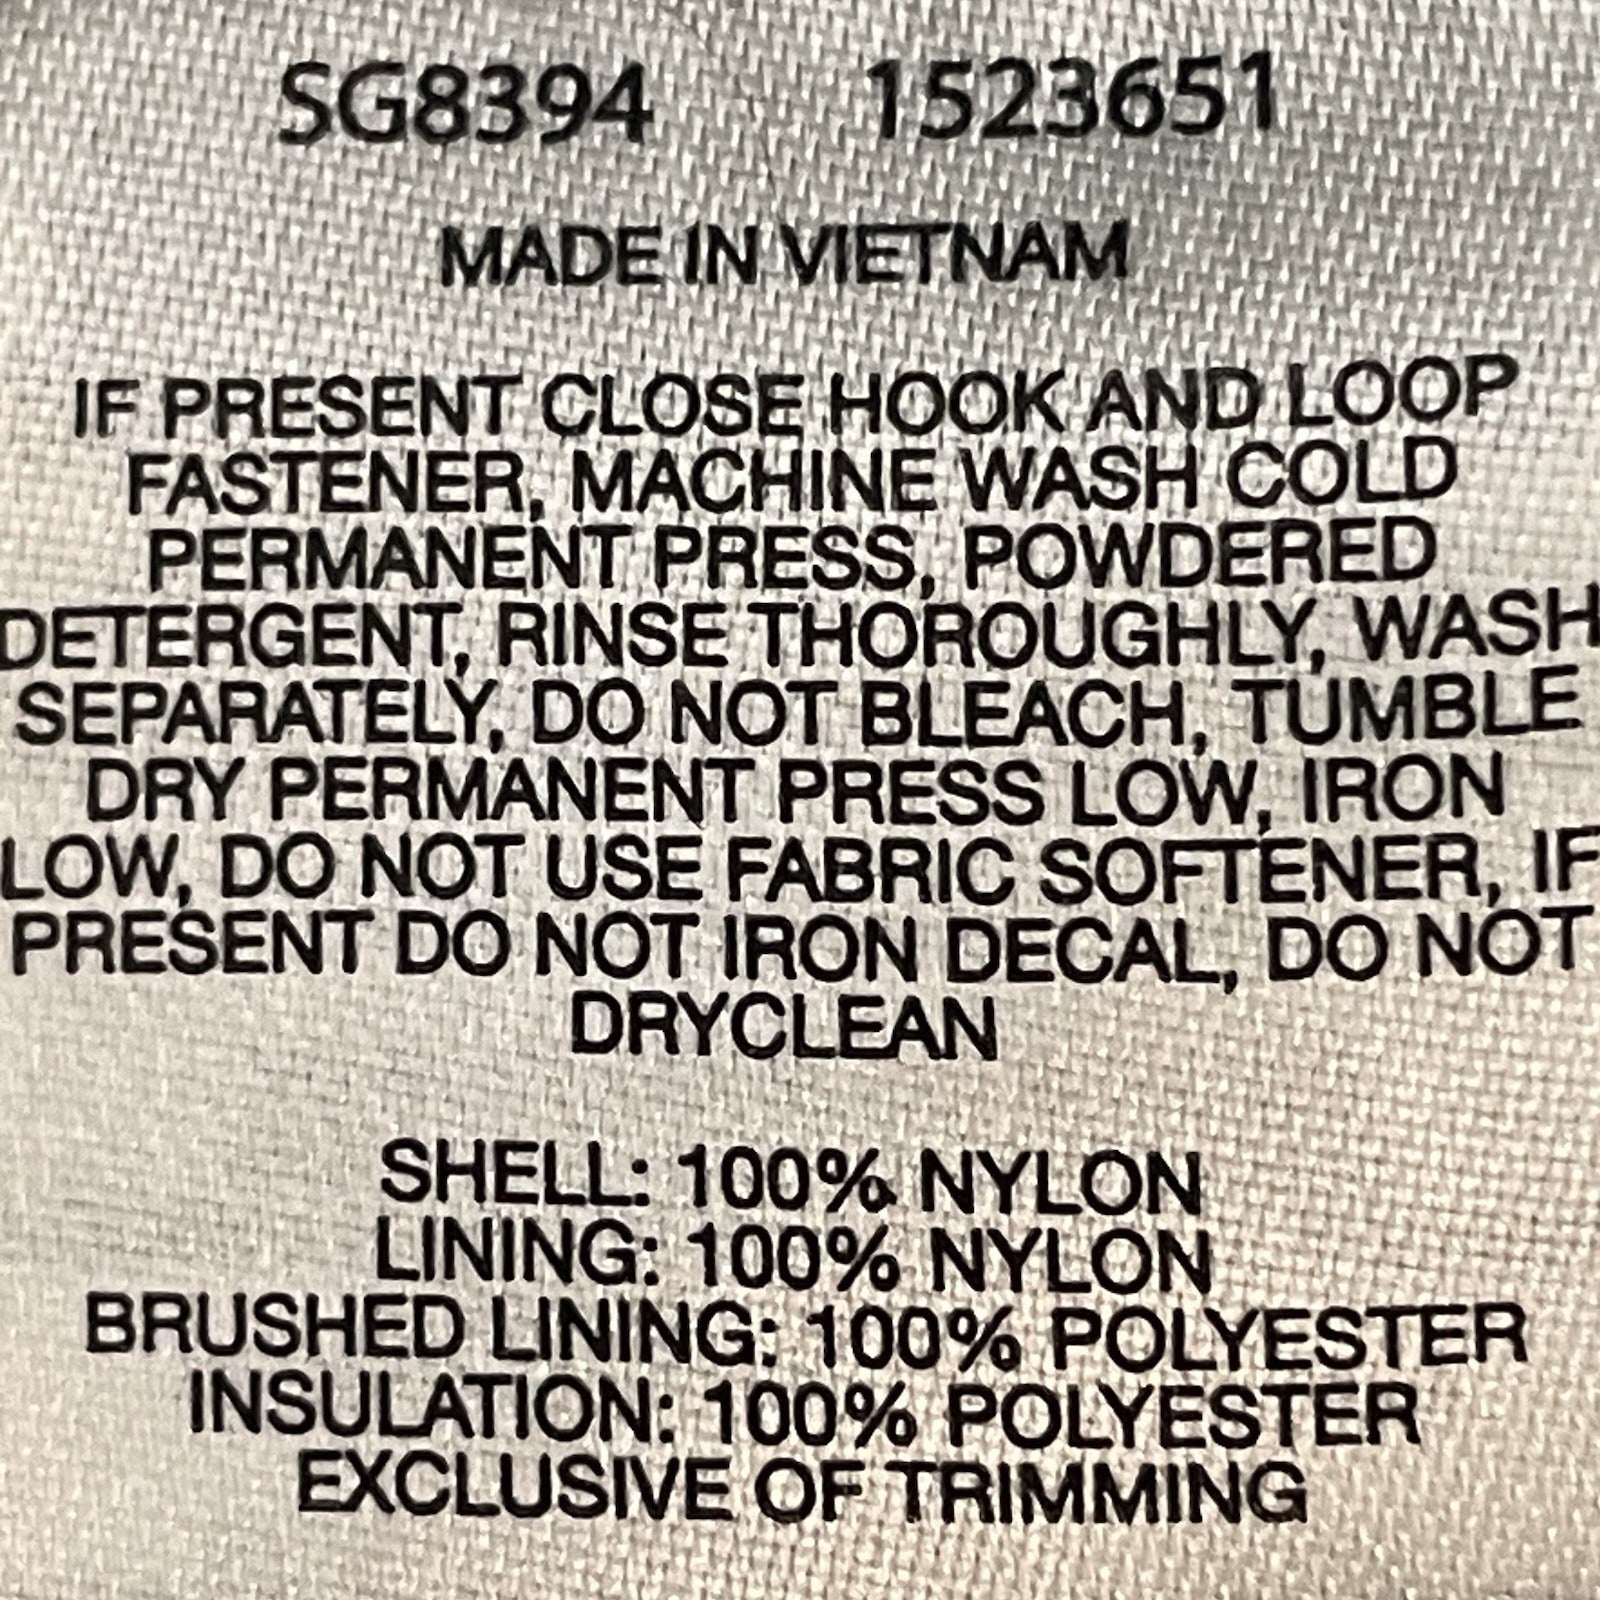 SG8394 1523651
MADE IN VIETNAM
IF PRESENT CLOSE HOOK AND LOOP
FASTENER, MACHINE WASH COLD
PERMANENT PRESS, POWDERED
DETERGENT, RINSE THOROUGHLY, WASH
SEPARATELY, DO NOT BLEACH, TUMBLE
DRY PERMANENT PRESS LOW, IRON
LOW, DO NOT USE FABRIC SOFTENER, IF
PRESENT DO NOT IRON DECAL, DO NOT
DRYCLEAN
SHELL: 100% NYLON
LINING: 100% NYLON
BRUSHED LINING: 100% POLYESTER
INSULATION: 100% POLYESTER
EXCLUSIVE OF TRIMMING